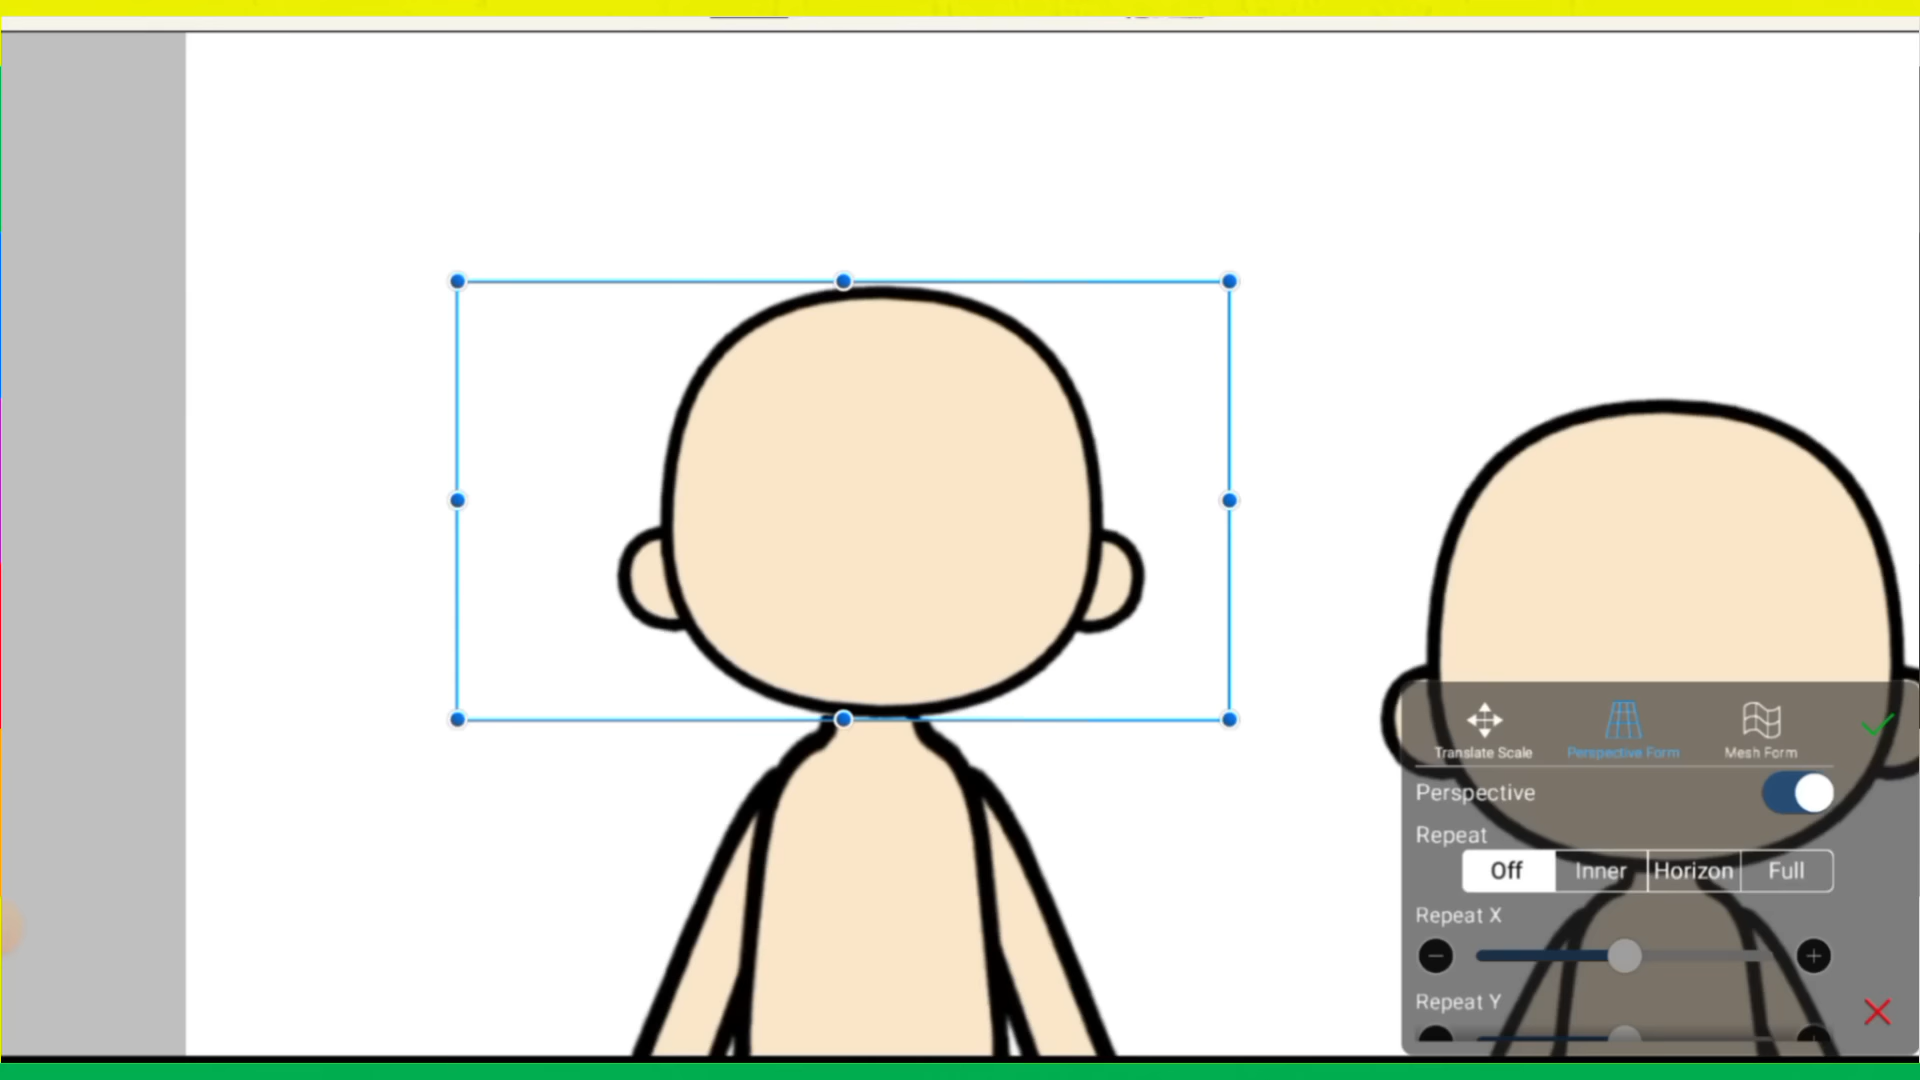 Translate Scale Perspective Form Mesh Form
Perspective
Repeat
Off Inner Horizon Full
Repeat X
Repeat Y